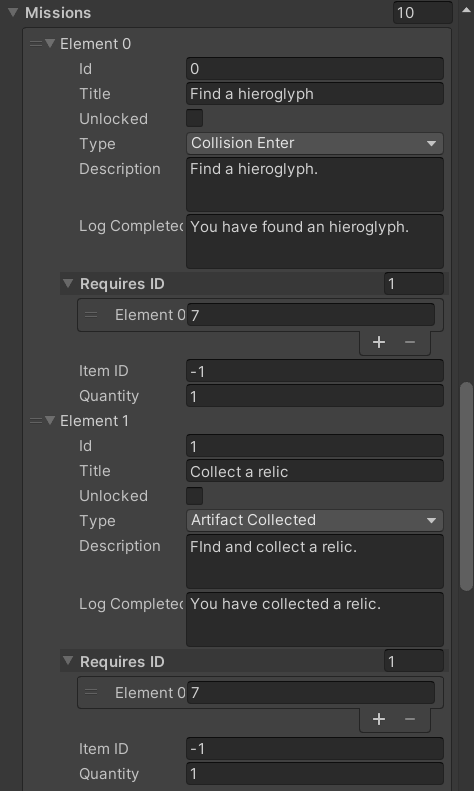 Missions 10
Element 0
Id 0
Title Find a hieroglyph
Unlocked
Type Collision Enter
Description Find a hieroglyph.
Log Completed You have found an hieroglyph.
Requires ID 1
Element 0 7
+ −
Item ID -1
Quantity 1
Element 1
Id 1
Title Collect a relic
Unlocked
Type Artifact Collected
Description FInd and collect a relic.
Log Completed You have collected a relic.
Requires ID 1
Element 0 7
+ −
Item ID -1
Quantity 1